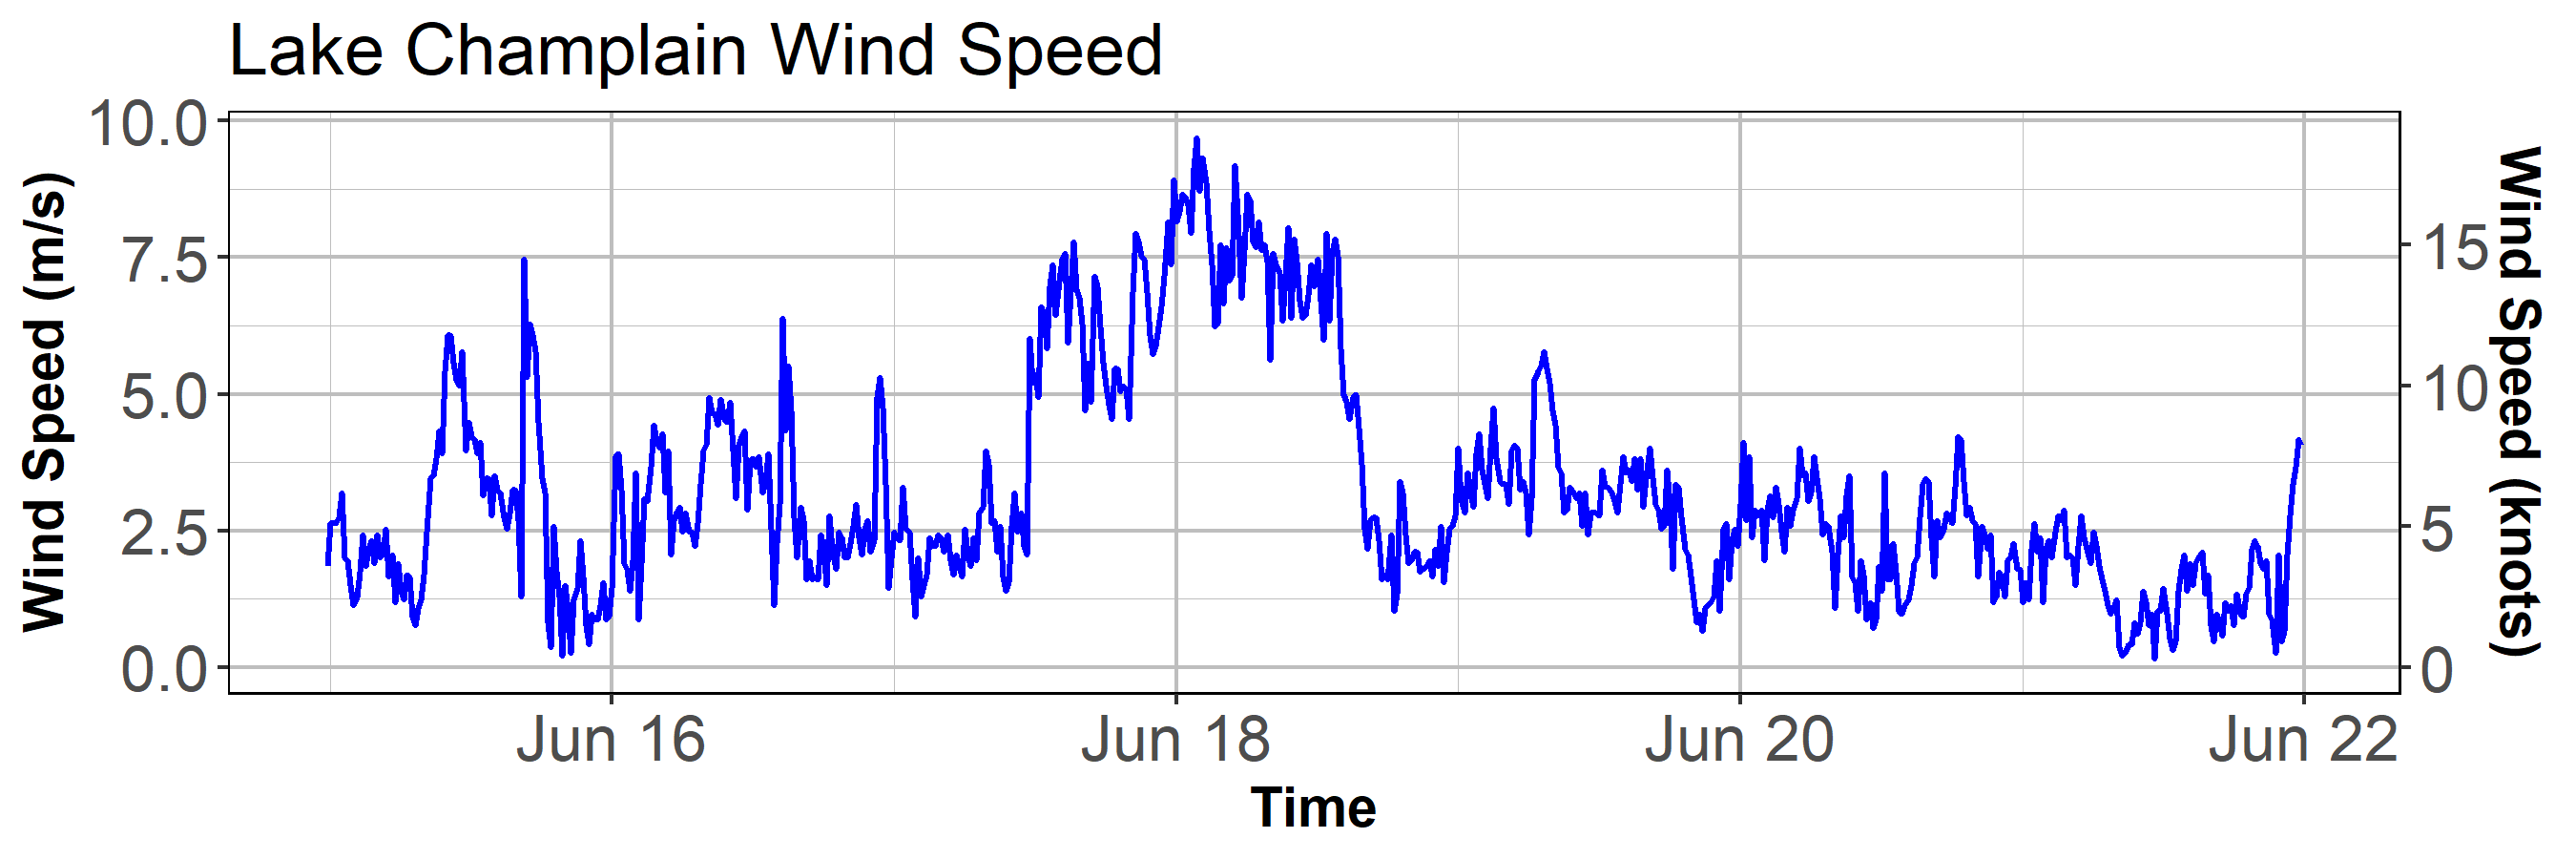 Lake Champlain Wind Speed
Wind Speed (m/s)
10.0
7.5
5.0
2.5
0.0
Wind Speed (knots)
15
10
5
0
Jun 16
Jun 18
Jun 20
Jun 22
Time